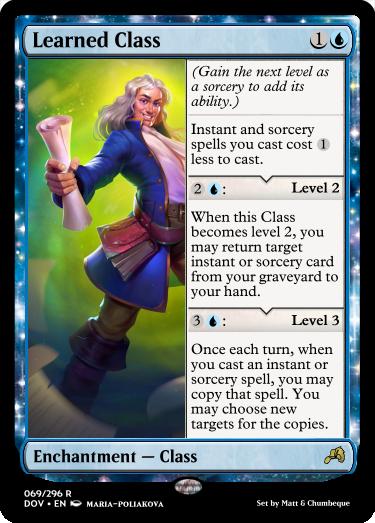 Learned Class 1
(Gain the next level as
a sorcery to add its
ability.)
Instant and sorcery
spells you cast cost 1
less to cast.
2 : Level 2
When this Class
becomes level 2, you
may return target
instant or sorcery card
from your graveyard to
your hand.
3 : Level 3
Once each turn, when
you cast an instant or
sorcery spell, you may
copy that spell. You
may choose new
targets for the copies.
Enchantment — Class
069/296 R
DOV • EN MARIA-POLIAKOVA
Set by Matt & Chumbeque